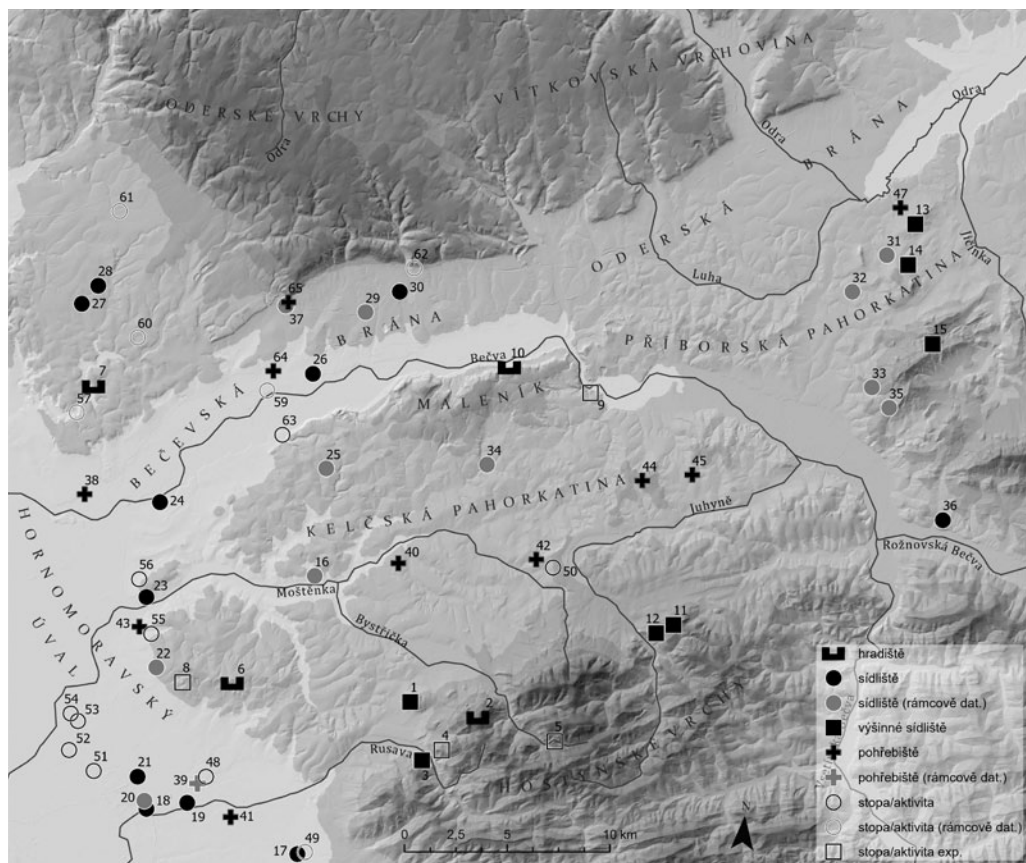 VÍTKOVSKÁ VRCHOVINA
ODERSKÉ VRCHY
Odra
Odra
Odra
BRÁNA
ODERSKÁ
47
13
61
31
14
Jičínka
62
Luha
28
30
32
27
65
37
29
PŘÍBORSKÁ PAHORKATINA
60
BRÁNA
15
64
26
Bečva
10
7
MALENÍK
33
59
9
57
35
BEČEVSKÁ
63
25
34
44
45
38
24
KELČSKÁ PAHORKATINA
Juhyně
36
HORNOMORAVSKÝ
ÚVAL
Rožnovská Bečva
56
16
40
42
50
23
Moštěnka
43
55
Bystřička
12
11
22
8
6
54
53
1
2
52
Rusava
4
5
51
3
HOSTÝNSKÉ VRCHY
21
39
48
20
18
19
41
17
49
hradiště
sídliště
sídliště (rámcově dat.)
výšinné sídliště
pohřebiště
pohřebiště (rámcově dat.)
stopa/aktivita
stopa/aktivita (rámcově dat.)
stopa/aktivita exp.
N
0
2,5
5
10 km